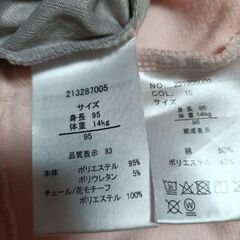 213287005
サイズ
身長 95
体重 14kg
95
品質表示 83
本体 ポリエステル 95%
ポリウレタン 5%
チュール/花モチーフ
ポリエステル 100%
NO.
COL. 10
サイズ
身長 95
体重 14kg
95
綿 60%
ポリエステル 40%